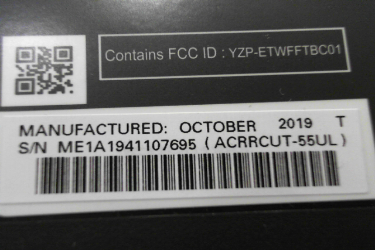 Contains FCC ID : YZP-ETWFFTBC01
MANUFACTURED: OCTOBER 2019 T
S/N ME1A1941107695 ( ACRRCUT-55UL )